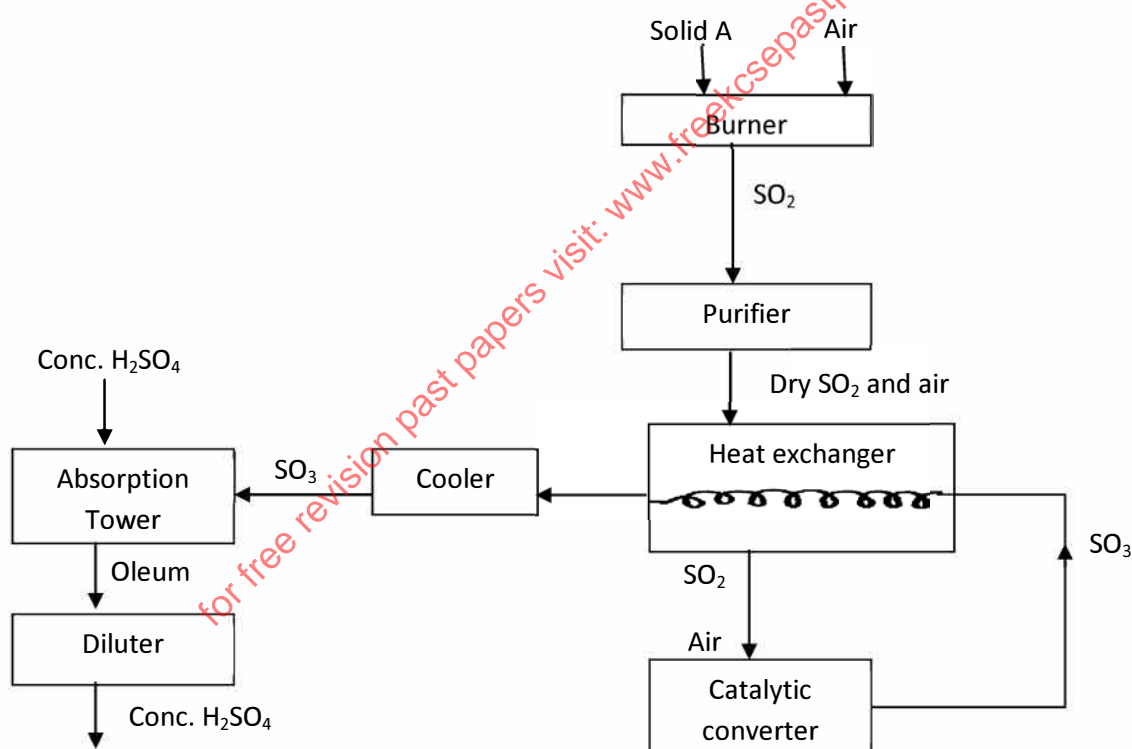 Solid A
Air
Burner
SO₂
Purifier
Dry SO₂ and air
Heat exchanger
Conc. H₂SO₄
Absorption
Tower
SO₃
Cooler
SO₃
Oleum
SO₂
Diluter
Air
Catalytic
converter
Conc. H₂SO₄
for free revision past papers visit: www.freekcsepastp